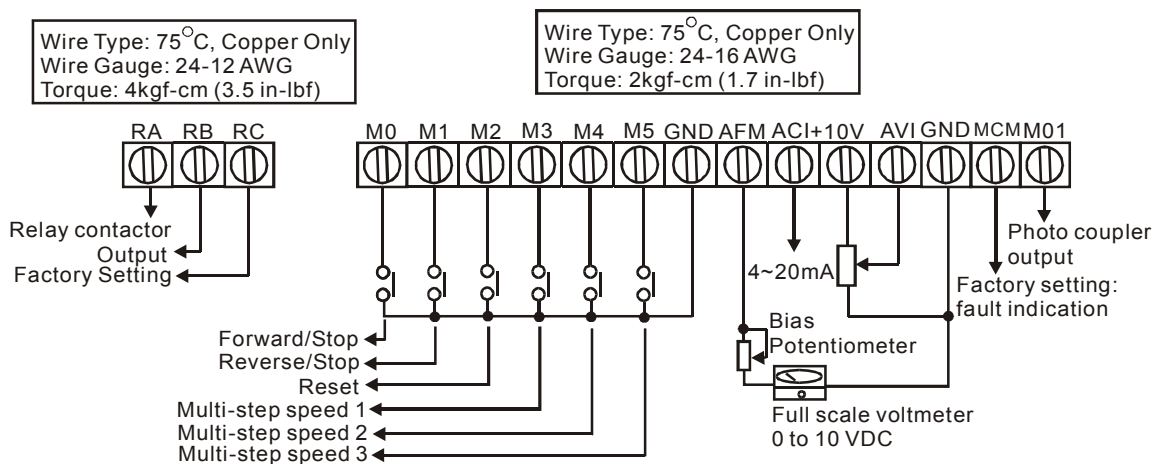 Wire Type: 75°C, Copper Only
Wire Gauge: 24-12 AWG
Torque: 4kgf-cm (3.5 in-lbf)
Wire Type: 75°C, Copper Only
Wire Gauge: 24-16 AWG
Torque: 2kgf-cm (1.7 in-lbf)
RA RB RC
M0 M1 M2 M3 M4 M5 GND AFM ACI +10V AVI GND MCM M01
Relay contactor
Output
Factory Setting
4~20mA
Photo coupler
output
Factory setting:
fault indication
Bias
Potentiometer
Forward/Stop
Reverse/Stop
Reset
Multi-step speed 1
Multi-step speed 2
Multi-step speed 3
Full scale voltmeter
0 to 10 VDC